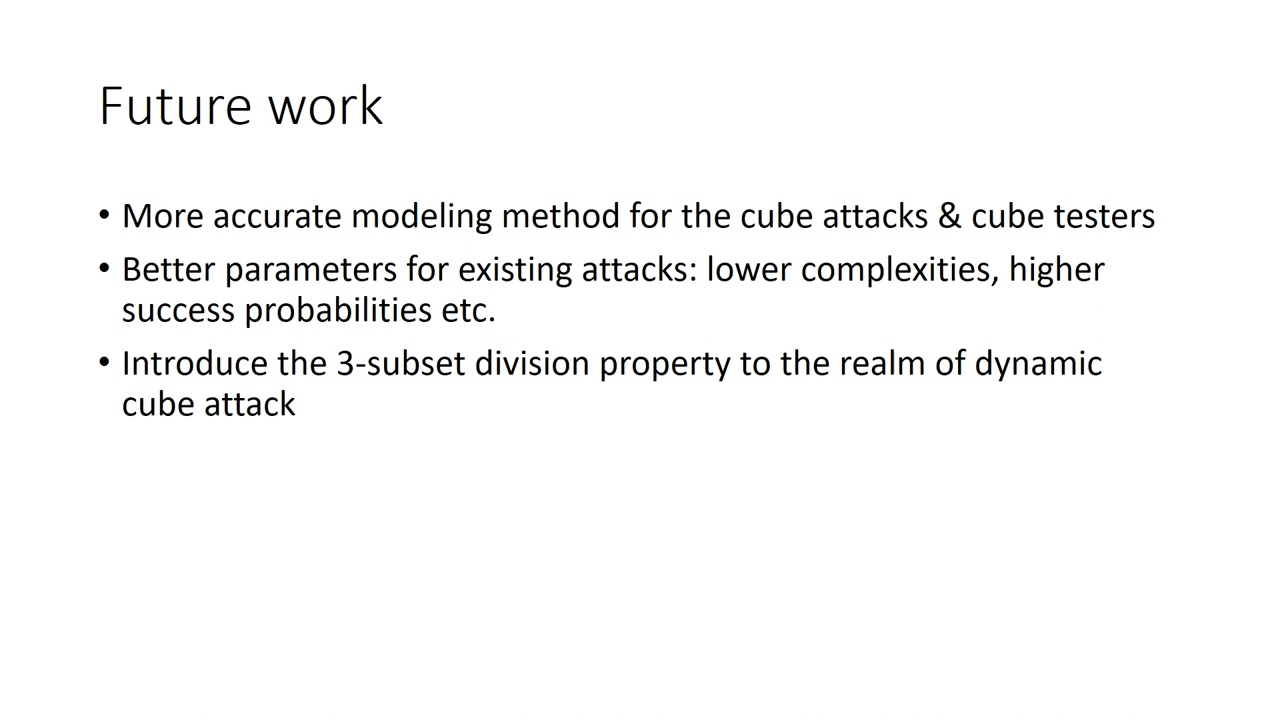 Future work
• More accurate modeling method for the cube attacks & cube testers
• Better parameters for existing attacks: lower complexities, higher
success probabilities etc.
• Introduce the 3-subset division property to the realm of dynamic
cube attack